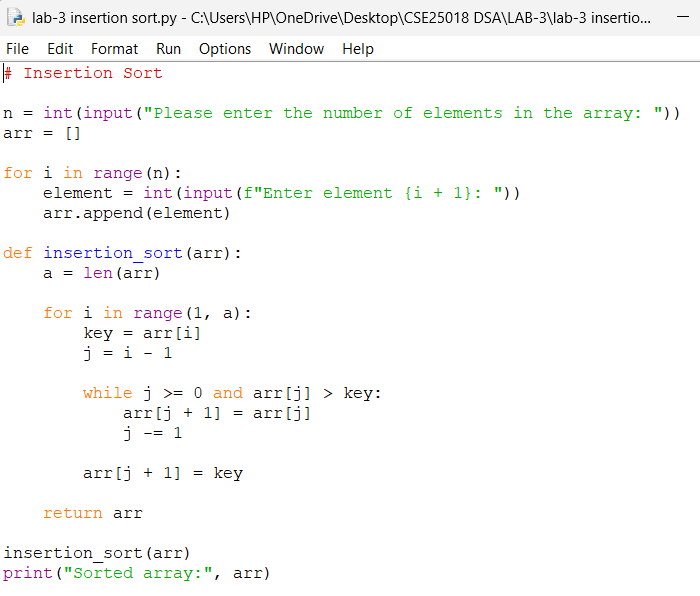 lab-3 insertion sort.py - C:\Users\HP\OneDrive\Desktop\CSE25018 DSA\LAB-3\lab-3 insertio...
File Edit Format Run Options Window Help
# Insertion Sort

n = int(input("Please enter the number of elements in the array: "))
arr = []

for i in range(n):
    element = int(input(f"Enter element {i + 1}: "))
    arr.append(element)

def insertion_sort(arr):
    a = len(arr)

    for i in range(1, a):
        key = arr[i]
        j = i - 1

        while j >= 0 and arr[j] > key:
            arr[j + 1] = arr[j]
            j -= 1

        arr[j + 1] = key

    return arr

insertion_sort(arr)
print("Sorted array:", arr)